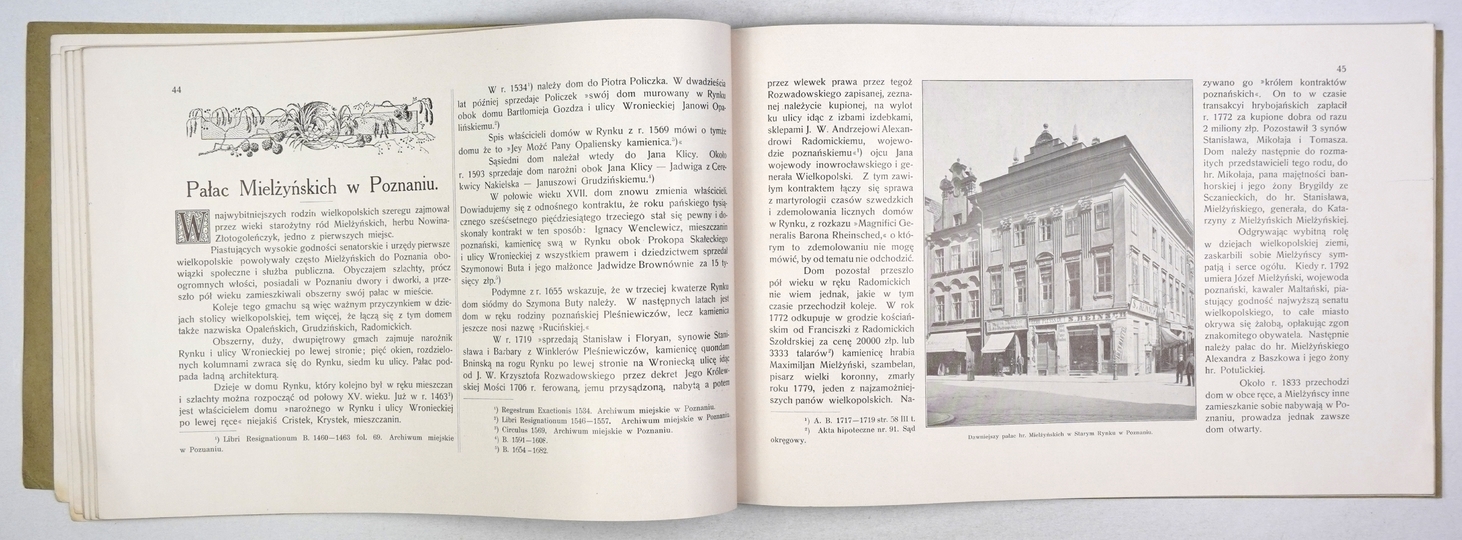 44
Pałac Mielżyńskich w Poznaniu.
W najwybitniejszych rodzin wielkopolskich szeregu zajmował
przez wieki starożytny ród Mielżyńskich, herbu Nowina-
Złotogoleńczyk, jedno z pierwszych miejsc.
Piastujących wysokie godności senatorskie i urzędy pierwsze
wielkopolskie powoływały często Mielżyńskich do Poznania obo-
wiązki społeczne i służba publiczna. Obyczajem szlachty, prócz
ogromnych włości, posiadali w Poznaniu dwory i dworki, a prze-
szło pół wieku zamieszkiwali obszerny swój pałac w mieście.
Koleje tego gmachu są więc ważnym przyczynkiem w dzie-
jach stolicy wielkopolskiej, tem więcej, że łączą się z tym domem
także nazwiska Opaleńskich, Grudzińskich, Radomickich.
Obszerny, duży, dwupiętrowy gmach zajmuje narożnik
Rynku i ulicy Wronieckiej po lewej stronie; pięć okien, rozdzielo-
nych kolumnami zwraca się do Rynku, siedm ku ulicy. Pałac pod-
pada ładną architekturą.
Dzieje w domu Rynku, który kolejno był w ręku mieszczan
i szlachty można rozpocząć od połowy XV. wieku. Już w r. 1463¹)
jest właścicielem domu »narożnego w Rynku i ulicy Wronieckiej
po lewej ręce« niejakiś Cristek, Krystek, mieszczanin.
¹) Libri Resignationum B. 1460—1463 fol. 69. Archiwum miejskie
w Poznaniu.
W r. 1534¹) należy dom do Piotra Policzka. W dwadzieścia
lat później sprzedaje Policzek »swój dom murowany w Rynku
obok domu Bartłomieja Gozdza i ulicy Wronieckiej Janowi Opa-
lińskiemu.²)
Spis właścicieli domów w Rynku z r. 1569 mówi o tymże
domu że to »Jey Możé Pany Opaliensky kamienica.³)«
Sąsiedni dom należał wtedy do Jana Klicy. Około
r. 1593 sprzedaje dom narożni obok Jana Klicy — Jadwiga z Cere-
kwicy Nakielska — Januszowi Grudzińskiemu.⁴)
W połowie wieku XVII. dom znowu zmienia właścicieli.
Dowiadujemy się z odnośnego kontraktu, że roku pańskiego tysią-
cznego sześćsetnego pięćdziesiątego trzeciego stał się pewny i do-
skonały kontrakt w ten sposób: Ignacy Wenclewicz, mieszczanin
poznański, kamienicę swą w Rynku obok Prokopa Skałeckiego
i ulicy Wronieckiej z wszystkiem prawem i dziedzictwem sprzedał
Szymonowi Buta i jego małżonce Jadwidze Brownównie za 15 ty-
sięcy złp.⁵)
Podymne z r. 1655 wskazuje, że w trzeciej kwaterze Rynku
dom siódmy do Szymona Buty należy. W następnych latach jest
dom w ręku rodziny poznańskiej Pleśniewiczów, lecz kamienica
jeszcze nosi nazwę »Rucińskiej.«
W r. 1719 »sprzedają Stanisław i Floryan, synowie Stani-
sława i Barbary z Winklerów Pleśniewiczów, kamienicę quondam
Bnińską na rogu Rynku po lewej stronie na Wroniecką ulicę idąc
od J. W. Krzysztofa Rozwadowskiego przez dekret Jego Królew-
skiej Mości 1706 r. ferowaną, jemu przysądzoną, nabytą a potem
¹) Regestrum Exactionis 1534. Archiwum miejskie w Poznaniu.
²) Libri Resignationum 1546—1557. Archiwum miejskie w Poznaniu
³) Circulus 1569. Archiwum miejskie w Poznaniu.
⁴) B. 1591—1608.
⁵) B. 1654—1682.
45
przez wlewek prawa przez tegoż
Rozwadowskiego zapisanej, zezna-
nej należycie kupionej, na wylot
ku ulicy idąc z izbami izdebkami,
sklepami J. W. Andrzejowi Alexan-
drowi Radomickiemu, wojewo-
dzie poznańskiemu«¹) ojcu Jana
wojewody inowrocławskiego i ge-
nerała Wielkopolski. Z tym zawi-
łym kontraktem łączy się sprawa
z martyrologii czasów szwedzkich
i zdemolowania licznych domów
w Rynku, z rozkazu »Magnifici Ge-
neralis Barona Rheinsched,« o któ-
rym to zdemolowaniu nie mogę
mówić, by od tematu nie odchodzić.
Dom pozostał przeszło
pół wieku w ręku Radomickich
nie wiem jednak, jakie w tym
czasie przechodził koleje. W rok
1772 odkupuje w grodzie kościań-
skim od Franciszki z Radomickich
Szołdrskiej za cenę 20000 złp. lub
3333 talarów²) kamienicę hrabia
Maximiljan Mielżyński, szambelan,
pisarz wielki koronny, zmarły
roku 1779, jeden z najzamożniej-
szych panów wielkopolskich. Na-
¹) A. B. 1717—1719 str. 58 III t.
²) Akta hipoteczne nr. 91. Sąd
okręgowy.
Dawniejszy pałac hr. Mielżyńskich w Starym Rynku w Poznaniu.
zywano go »królem kontraktów
poznańskich«. On to w czasie
transakcyi hrybojańskich zapłacił
r. 1772 za kupione dobra od razu
2 miliony złp. Pozostawił 3 synów
Stanisława, Mikołaja i Tomasza.
Dom należy następnie do rozma-
itych przedstawicieli tego rodu, do
hr. Mikołaja, pana majętności ban-
horskiej i jego żony Brygildy ze
Sczanieckich, do hr. Stanisława,
Mielżyńskiego, generała, do Kata-
rzyny z Mielżyńskich Mielżyńskiej.
Odgrywając wybitną rolę
w dziejach wielkopolskiej ziemi,
zaskarbili sobie Mielżyńscy sym-
patją i serce ogółu. Kiedy r. 1792
umiera Józef Mielżyński, wojewoda
poznański, kawaler Maltański, pia-
stujący godność najwyższą senatu
wielkopolskiego, to całe miasto
okrywa się żałobą, opłakując zgon
znakomitego obywatela. Następnie
należy pałac do hr. Mielżyńskiego
Alexandra z Baszkowa i jego żony
hr. Potulickiej.
Około r. 1833 przechodzi
dom w obce ręce, a Mielżyńscy inne
zamieszkanie sobie nabywają w Po-
znaniu, prowadzą jednak zawsze
dom otwarty.